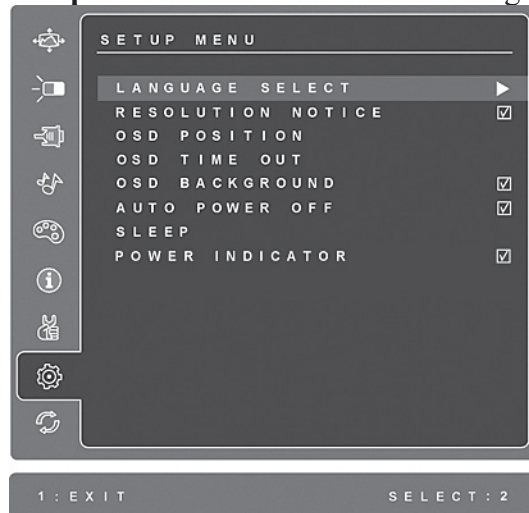 SETUP MENU
LANGUAGE SELECT
RESOLUTION NOTICE
OSD POSITION
OSD TIME OUT
OSD BACKGROUND
AUTO POWER OFF
SLEEP
POWER INDICATOR
1:EXIT SELECT:2